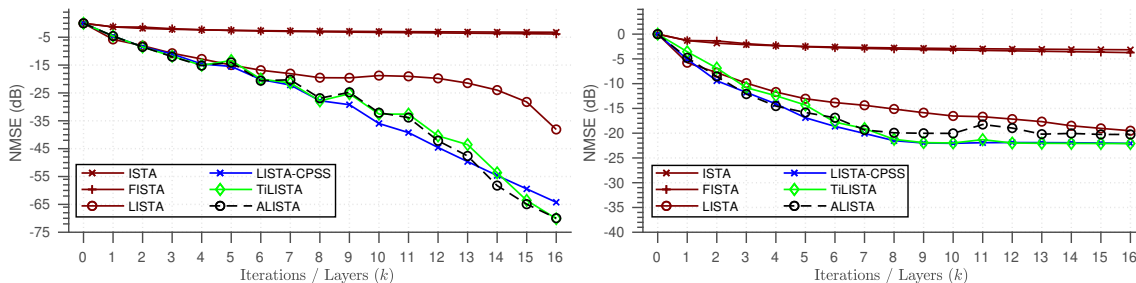 NMSE (dB)
-5
-15
-25
-35
-45
-55
-65
-75
ISTA
FISTA
LISTA
LISTA-CPSS
TiLISTA
ALISTA
0 1 2 3 4 5 6 7 8 9 10 11 12 13 14 15 16
Iterations / Layers (k)
NMSE (dB)
0
-5
-10
-15
-20
-25
-30
-35
-40
ISTA
FISTA
LISTA
LISTA-CPSS
TiLISTA
ALISTA
0 1 2 3 4 5 6 7 8 9 10 11 12 13 14 15 16
Iterations / Layers (k)